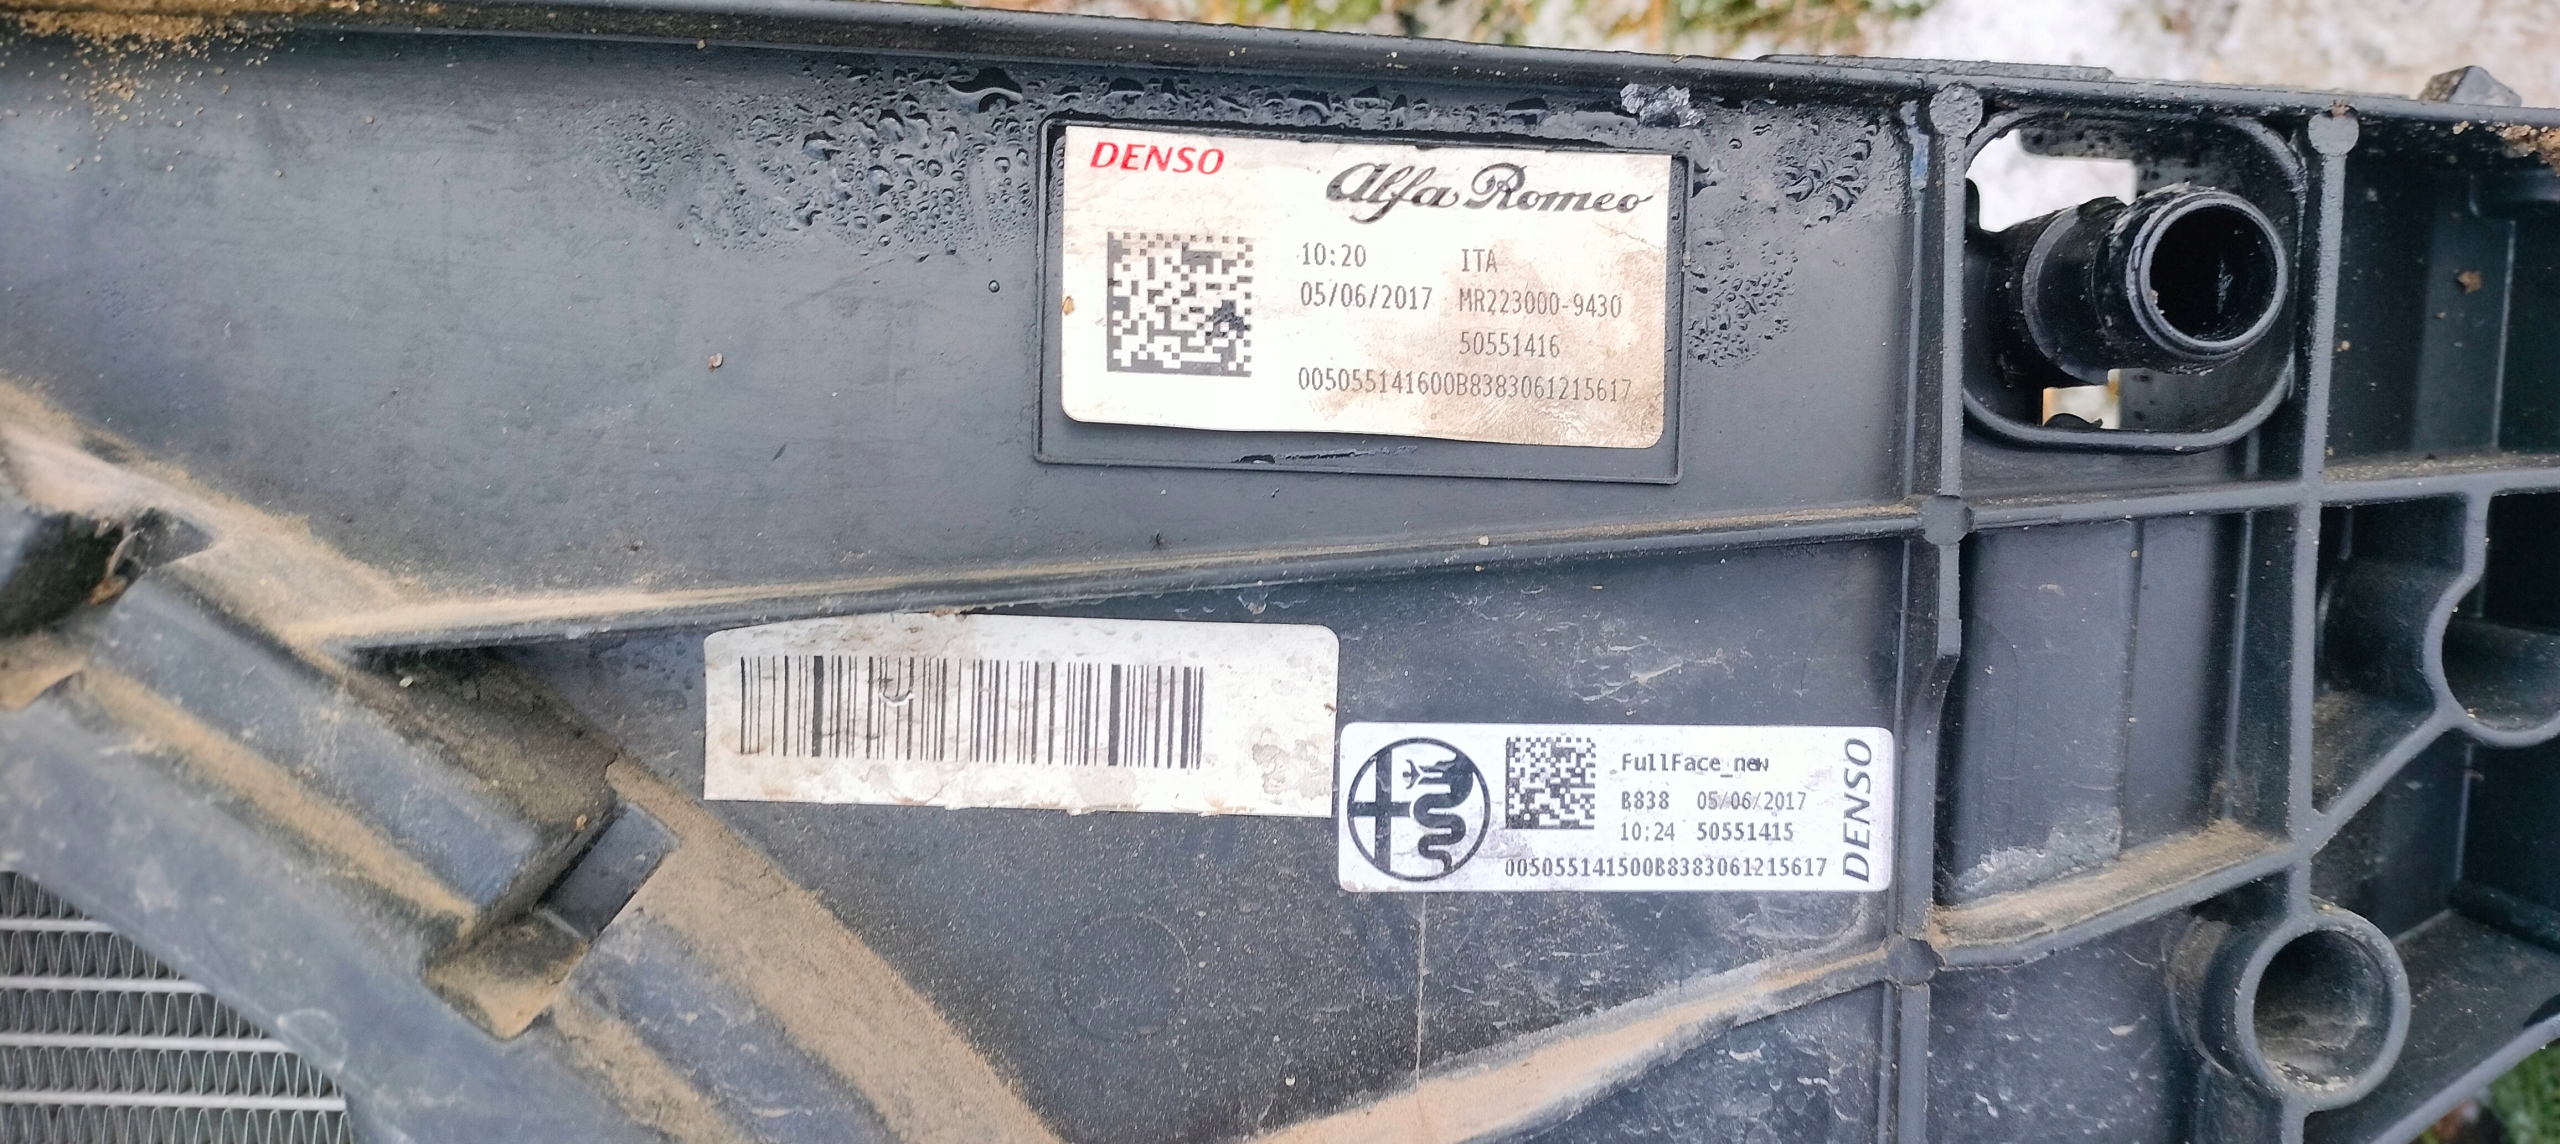 DENSO
Alfa Romeo
10:20 ITA
05/06/2017 MR223000-9430
50551416
005055141600B8383061215617
FullFace_new
B838 05/06/2017
10:24 50551415
005055141500B8383061215617
DENSO